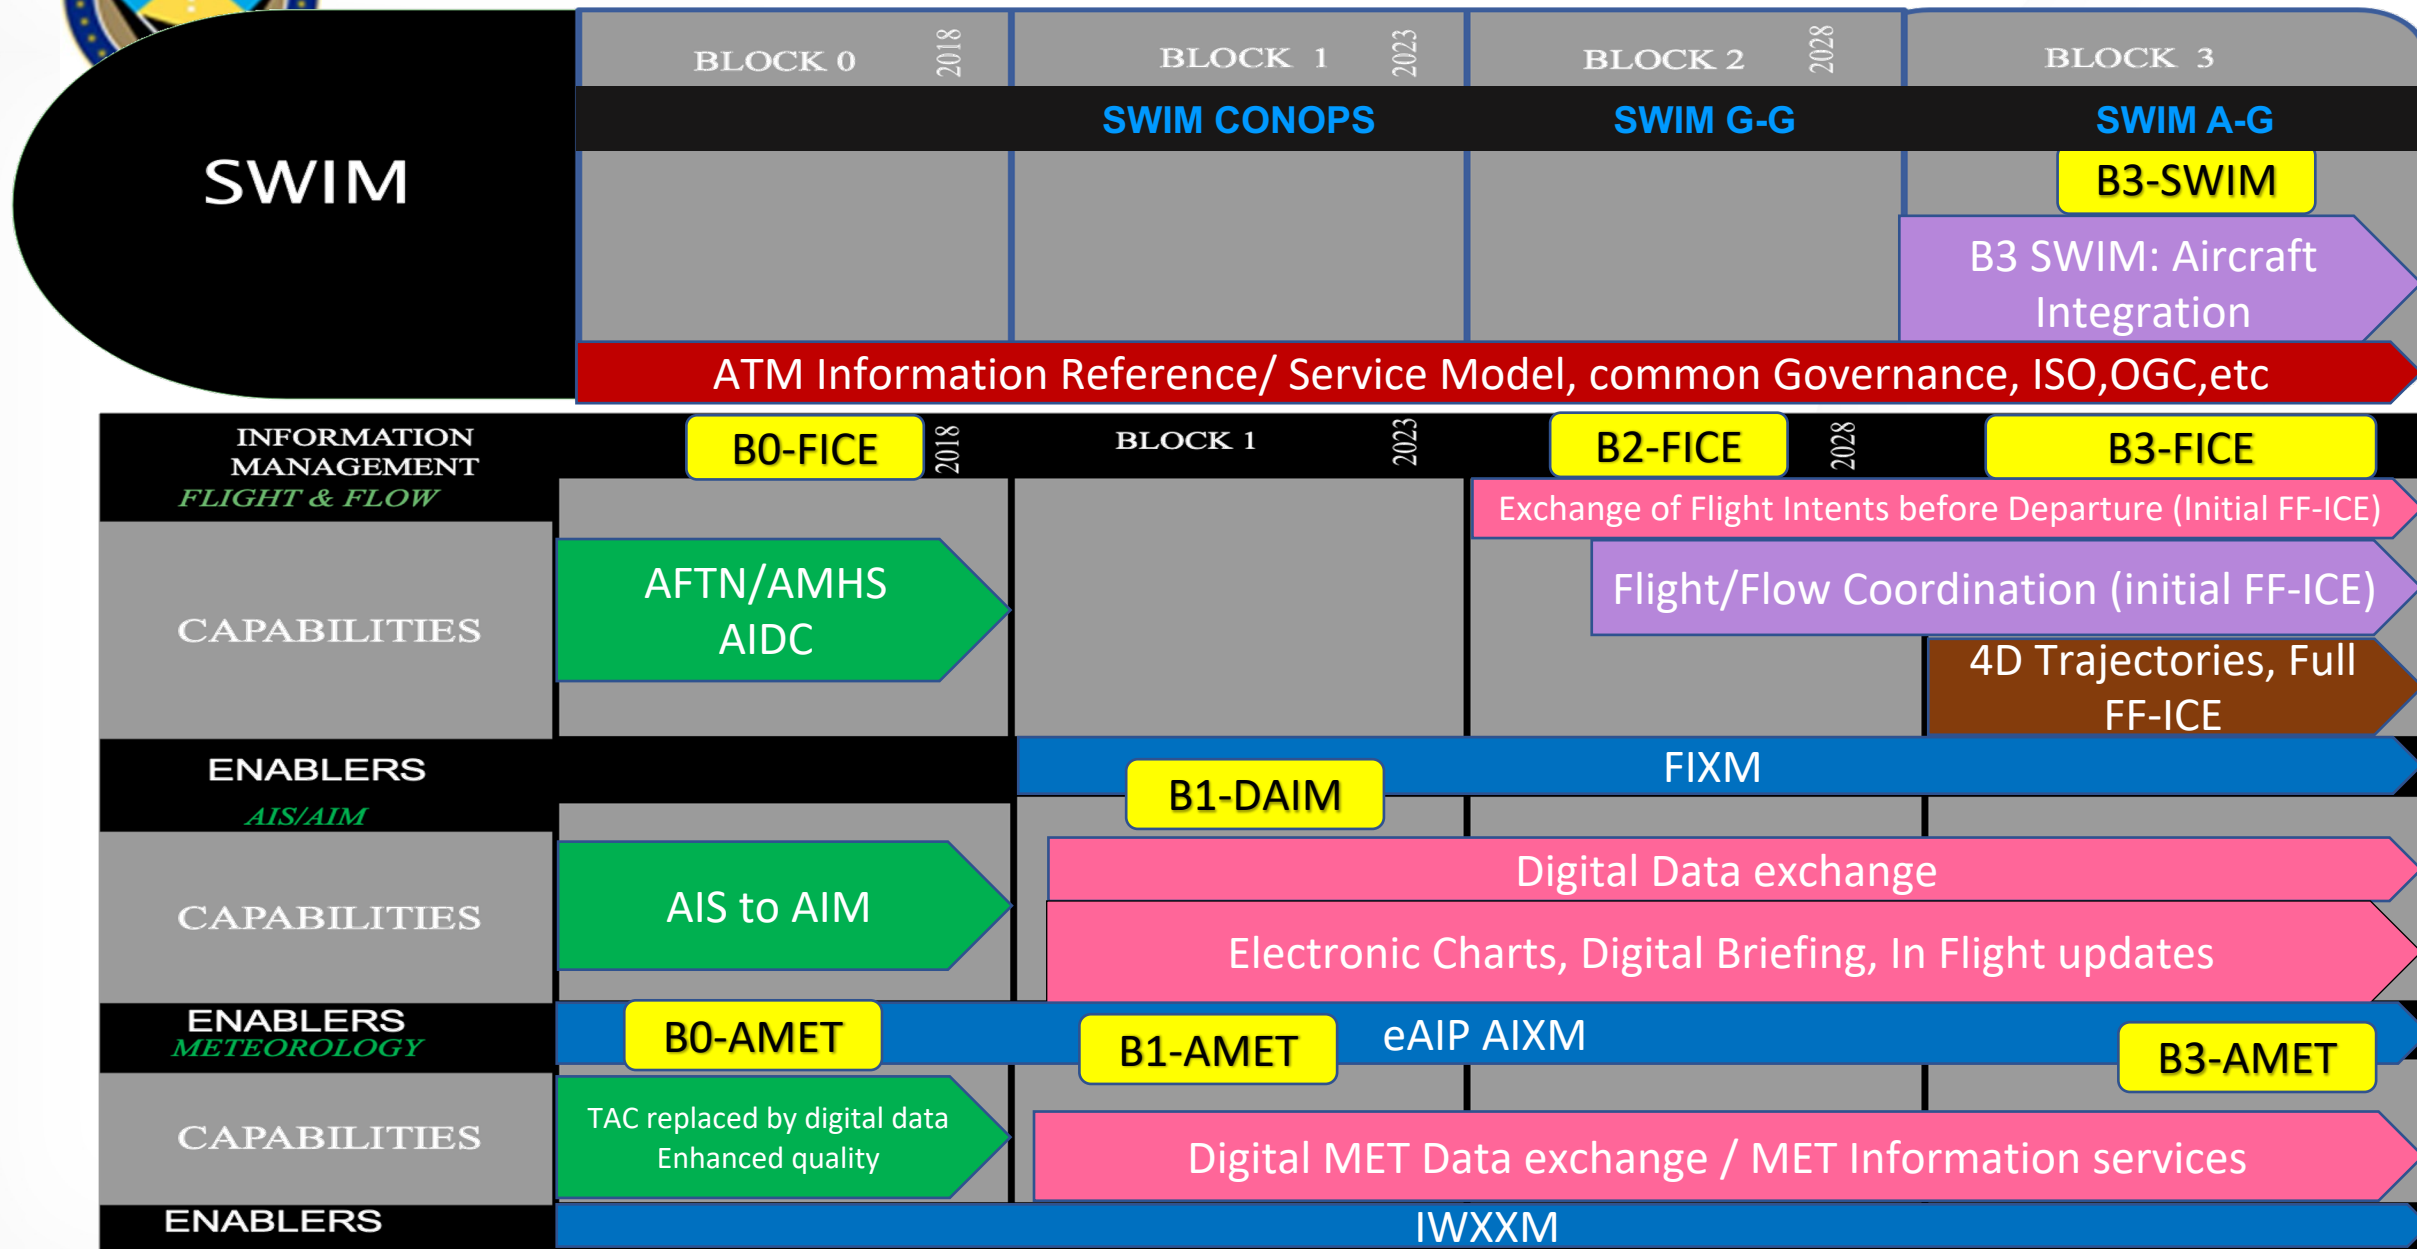 BLOCK 0
2018
BLOCK 1
2023
BLOCK 2
2028
BLOCK 3
SWIM CONOPS
SWIM G-G
SWIM A-G
SWIM
B3-SWIM
B3 SWIM: Aircraft
Integration
ATM Information Reference/ Service Model, common Governance, ISO,OGC,etc
INFORMATION
MANAGEMENT
FLIGHT & FLOW
B0-FICE
2018
BLOCK 1
2023
B2-FICE
2028
B3-FICE
Exchange of Flight Intents before Departure (Initial FF-ICE)
CAPABILITIES
AFTN/AMHS
AIDC
Flight/Flow Coordination (initial FF-ICE)
4D Trajectories, Full
FF-ICE
ENABLERS
AIS/AIM
FIXM
B1-DAIM
CAPABILITIES
AIS to AIM
Digital Data exchange
Electronic Charts, Digital Briefing, In Flight updates
ENABLERS
METEOROLOGY
B0-AMET
B1-AMET
eAIP AIXM
B3-AMET
CAPABILITIES
TAC replaced by digital data
Enhanced quality
Digital MET Data exchange / MET Information services
ENABLERS
IWXXM